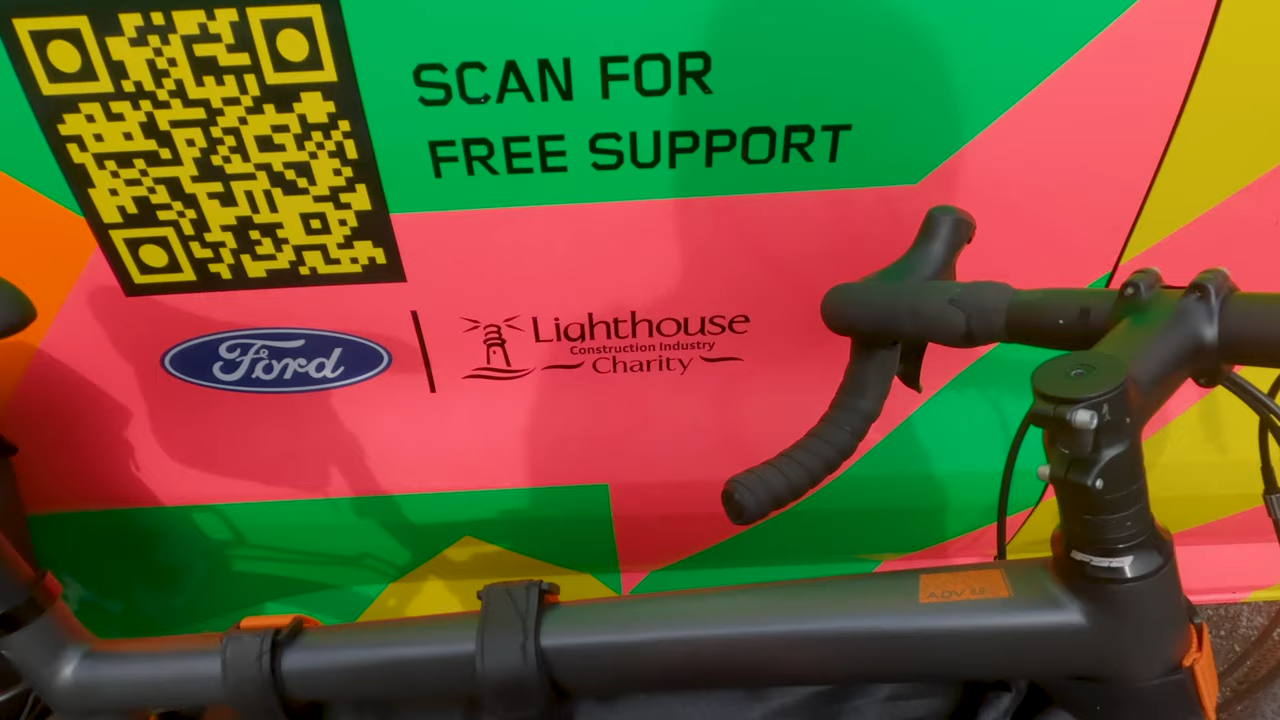 SCAN FOR
FREE SUPPORT
Ford
Lighthouse
Construction Industry
Charity